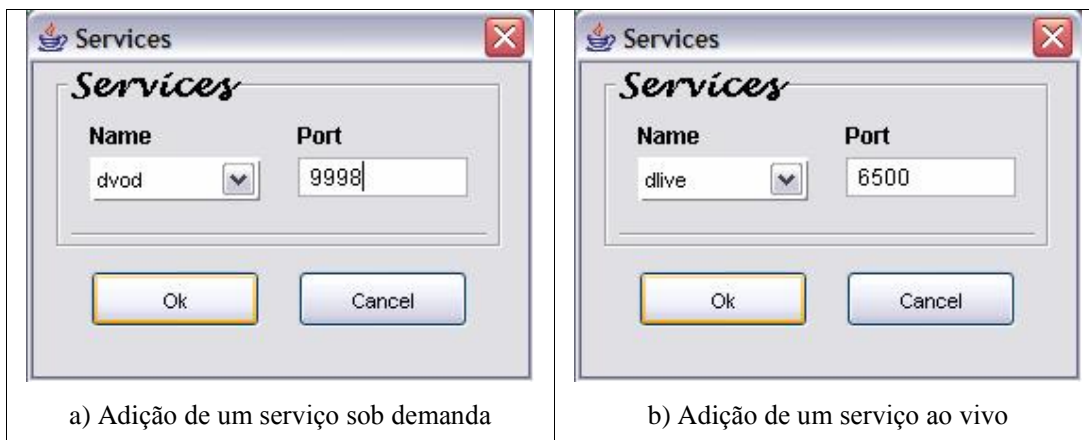 Services
Services
Name Port
dvod 9998
Ok Cancel
a) Adição de um serviço sob demanda
Services
Services
Name Port
dlive 6500
Ok Cancel
b) Adição de um serviço ao vivo